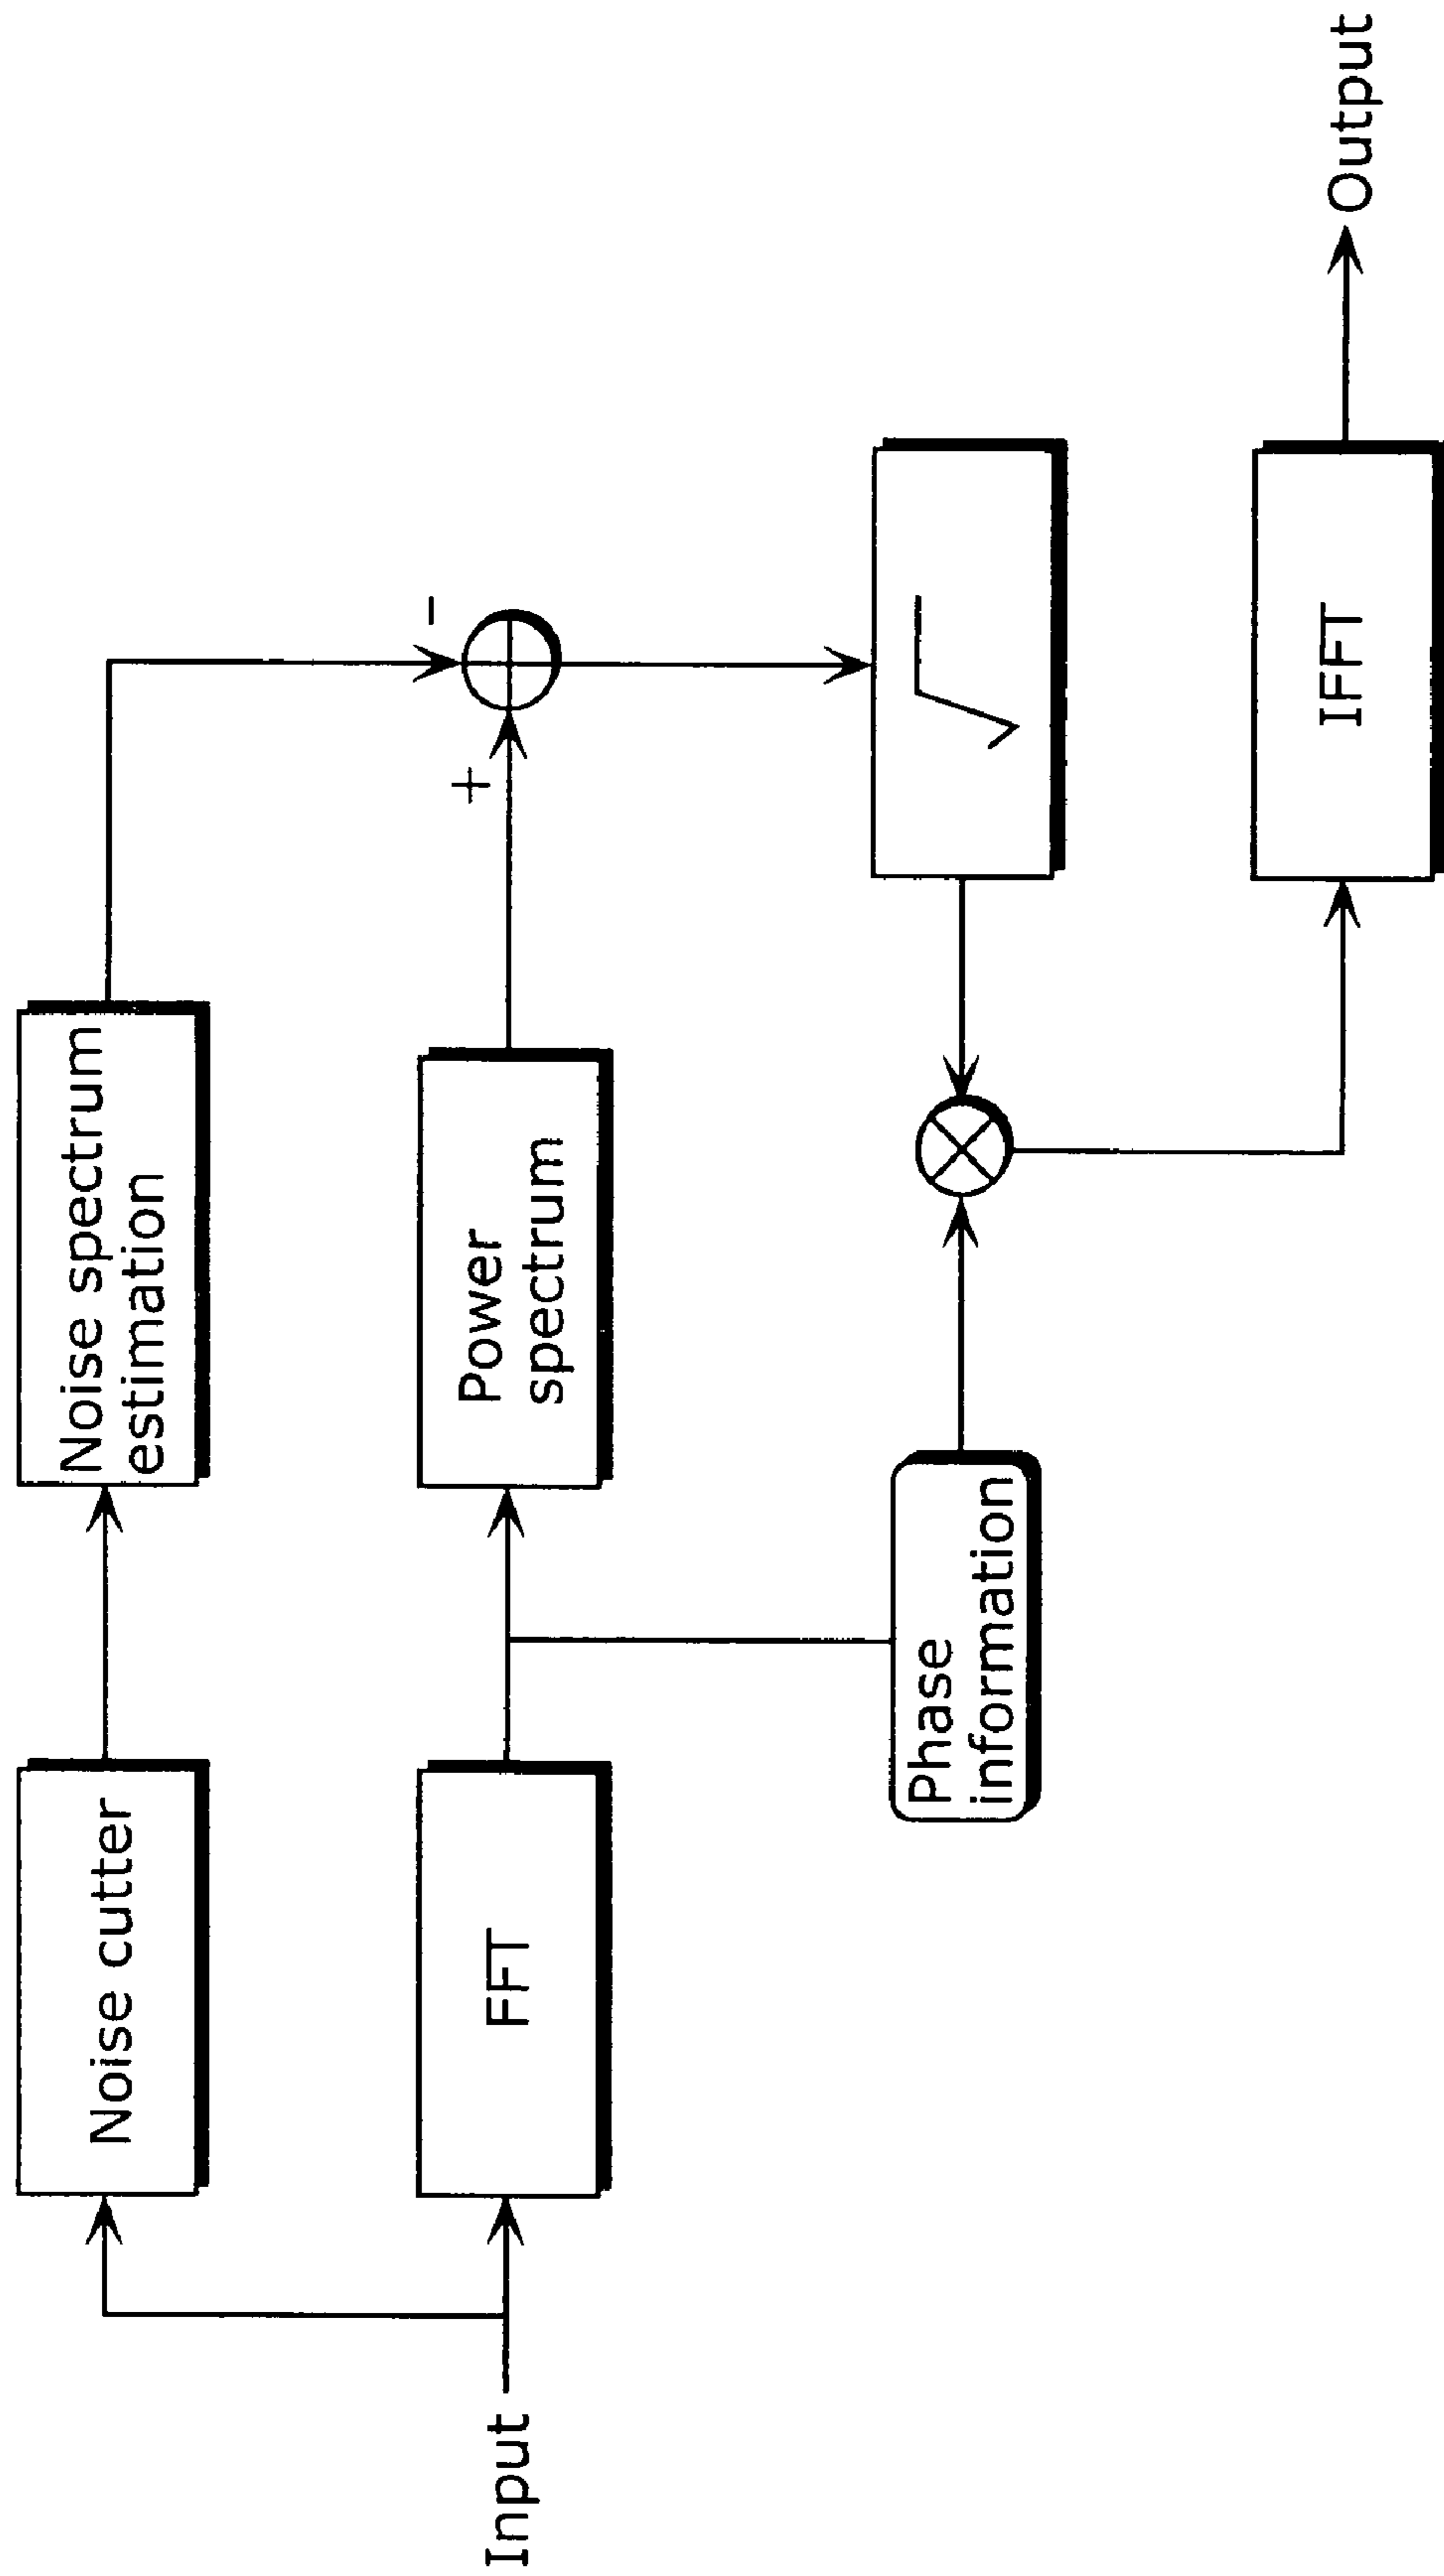 Noise cutter
Noise spectrum
estimation
-
Input
FFT
Power
spectrum
+
Phase
information
√
IFFT
Output